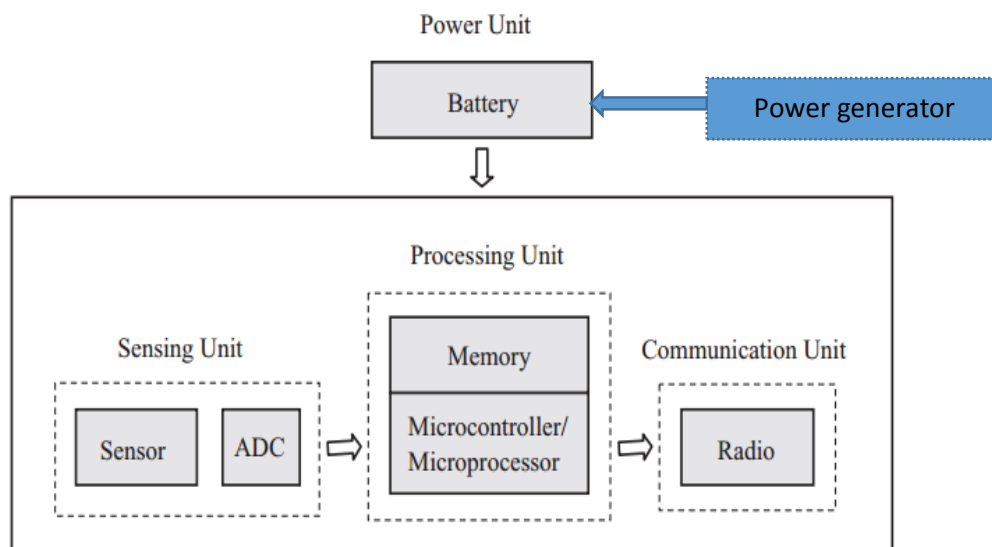 Power Unit
Battery
Power generator
Processing Unit
Sensing Unit
Memory
Communication Unit
Sensor
ADC
Microcontroller/
Microprocessor
Radio